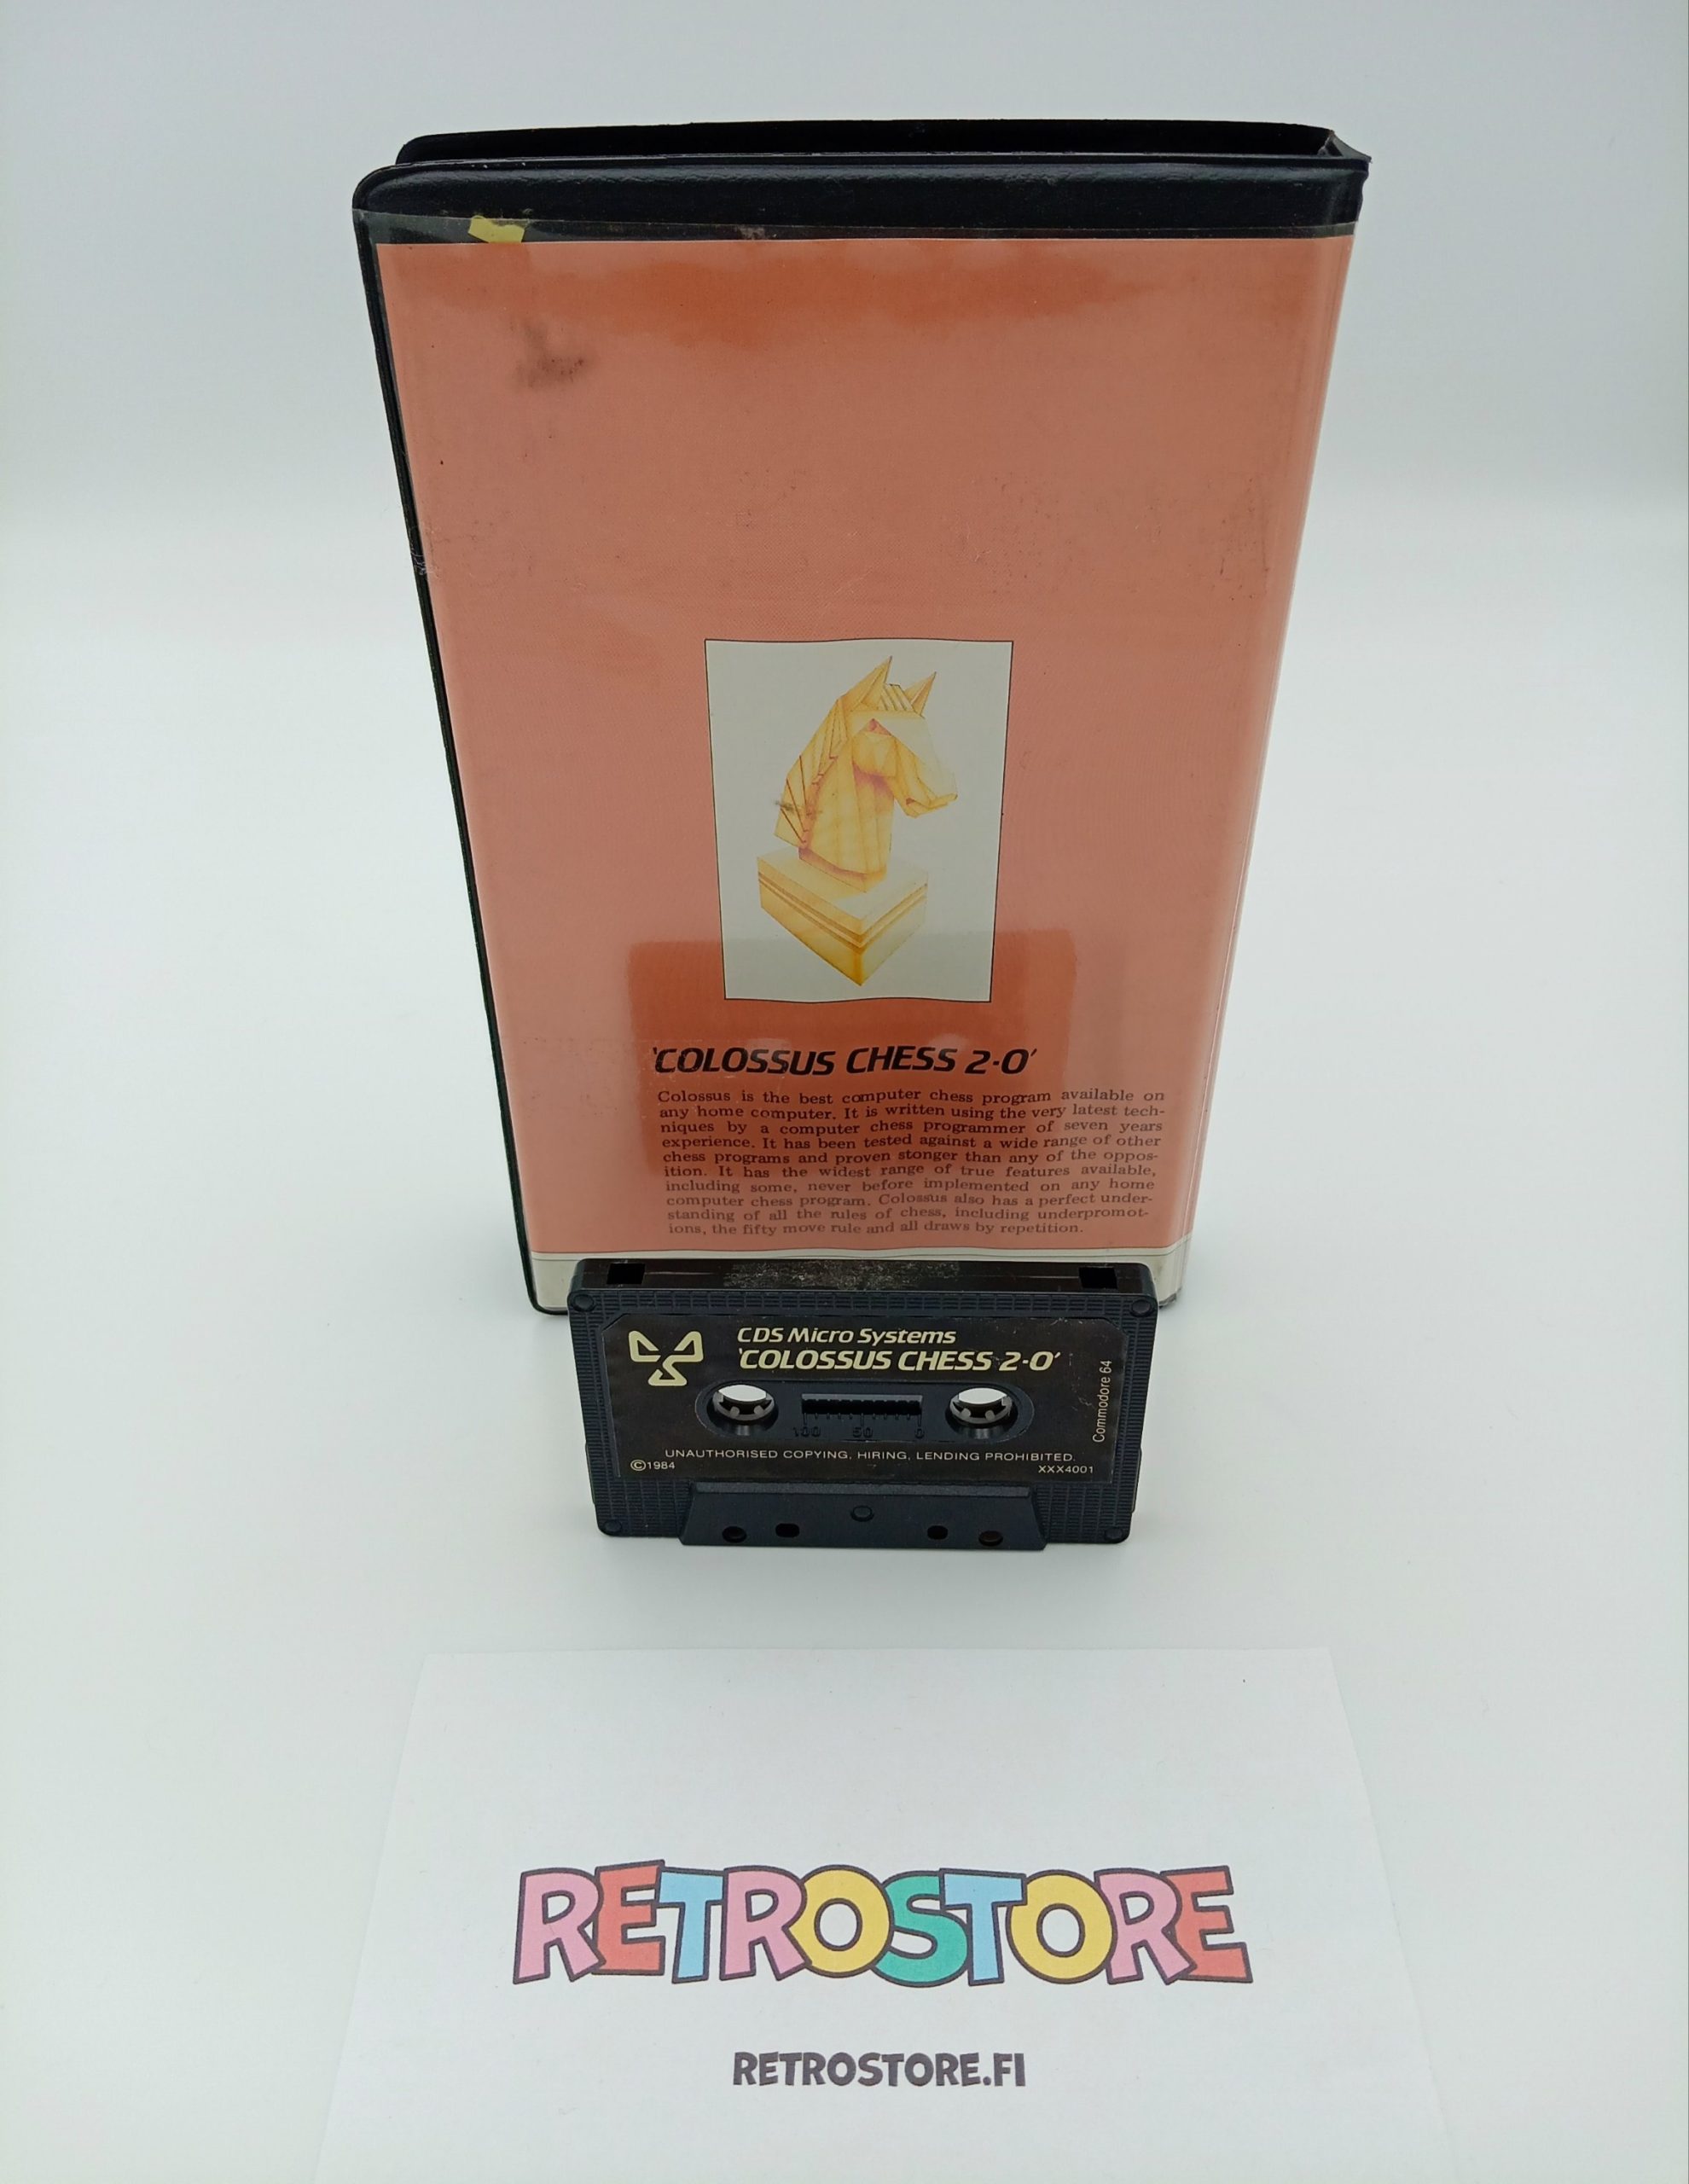 'COLOSSUS CHESS 2·0'
Colossus is the best computer chess program available on
any home computer. It is written using the very latest tech-
niques by a computer chess programmer of seven years
experience. It has been tested against a wide range of other
chess programs and proven stonger than any of the oppos-
ition. It has the widest range of true features available,
including some, never before implemented on any home
computer chess program. Colossus also has a perfect under-
standing of all the rules of chess, including underpromot-
ions, the fifty move rule and all draws by repetition.
CDS Micro Systems
'COLOSSUS CHESS 2·0'
Commodore 64
100 50 0
UNAUTHORISED COPYING, HIRING, LENDING PROHIBITED.
©1984
XXX4001
RETROSTORE
RETROSTORE.FI